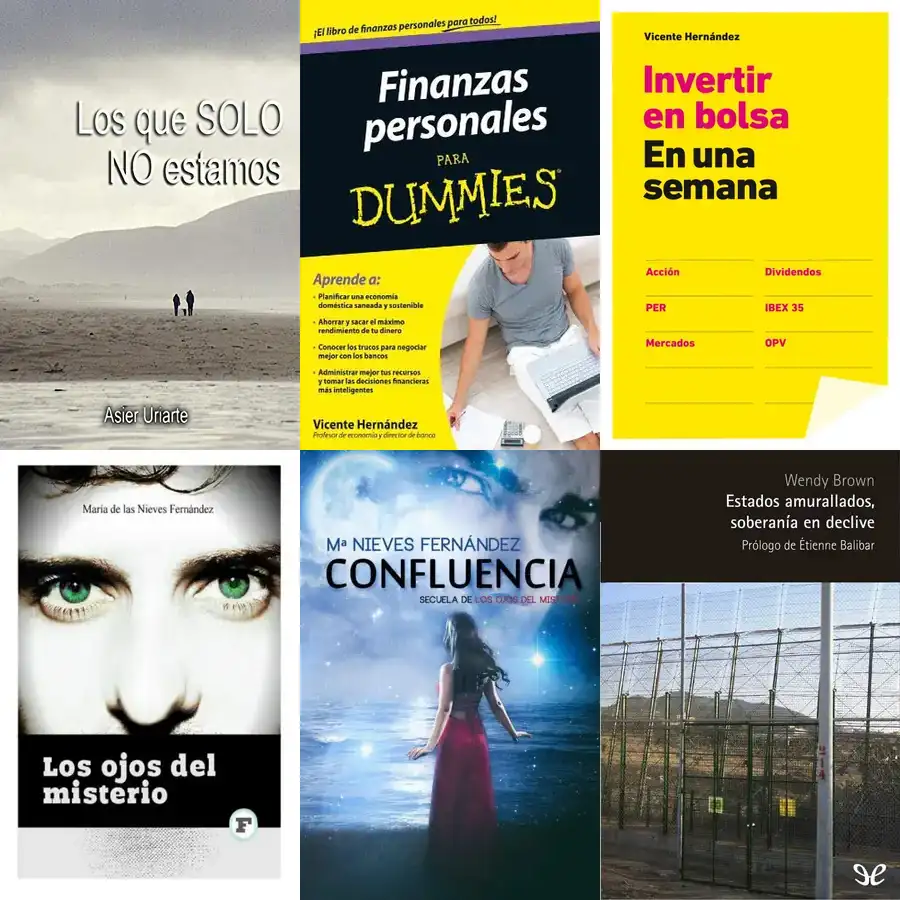 Los que SOLO
NO estamos
Asier Uriarte
¡El libro de finanzas personales para todos!
Finanzas
personales
PARA
DUMMIES
Aprende a:
• Planificar una economía
doméstica saneada y sostenible
• Ahorrar y sacar el máximo
rendimiento de tu dinero
• Conocer los trucos para negociar
mejor con los bancos
• Administrar mejor tus recursos
y tomar las decisiones financieras
más inteligentes
Vicente Hernández
Profesor de economía y director de banca
Vicente Hernández
Invertir
en bolsa
En una
semana
Acción
Dividendos
PER
IBEX 35
Mercados
OPV
María de las Nieves Fernández
Los ojos del
misterio
F
Mª NIEVES FERNÁNDEZ
CONFLUENCIA
SECUELA DE LOS OJOS DEL MISTERIO
Wendy Brown
Estados amurallados,
soberanía en declive
Prólogo de Étienne Balibar